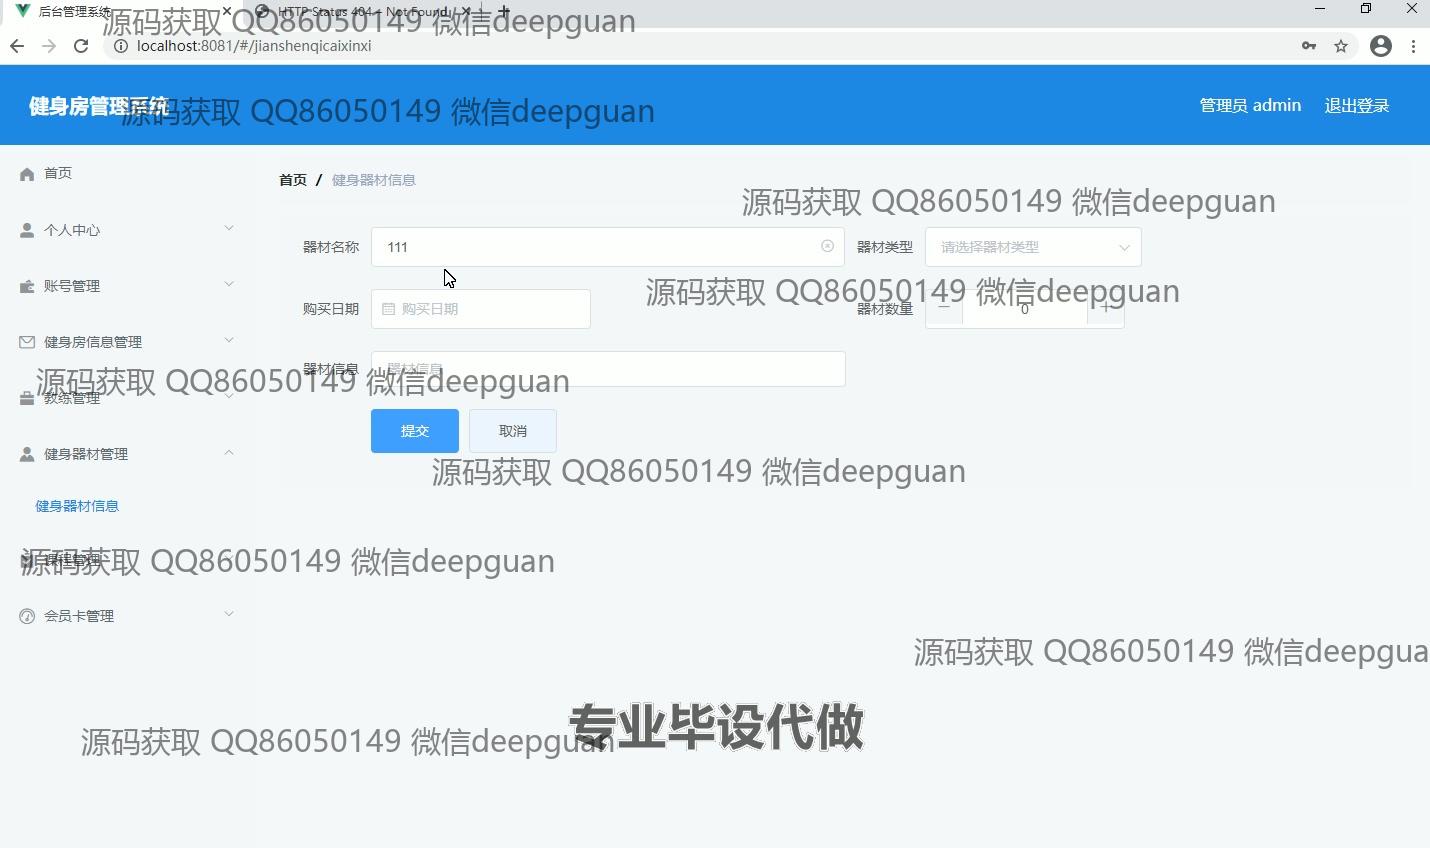 后台管理系统
HTTP Status 404 – Not Found
源码获取 QQ86050149 微信deepguan
localhost:8081/#/jianshenqicaixinxi
健身房管理系统
源码获取 QQ86050149 微信deepguan
管理员 admin
退出登录
首页
首页 / 健身器材信息
源码获取 QQ86050149 微信deepguan
个人中心
器材名称 111
器材类型 请选择器材类型
账号管理
源码获取 QQ86050149 微信deepguan
购买日期 购买日期
器材数量 0
健身房信息管理
器材信息 器材信息
源码获取 QQ86050149 微信deepguan
教练管理
提交 取消
健身器材管理
源码获取 QQ86050149 微信deepguan
健身器材信息
课程管理
源码获取 QQ86050149 微信deepguan
会员卡管理
源码获取 QQ86050149 微信deepgua
专业毕设代做
源码获取 QQ86050149 微信deepguan